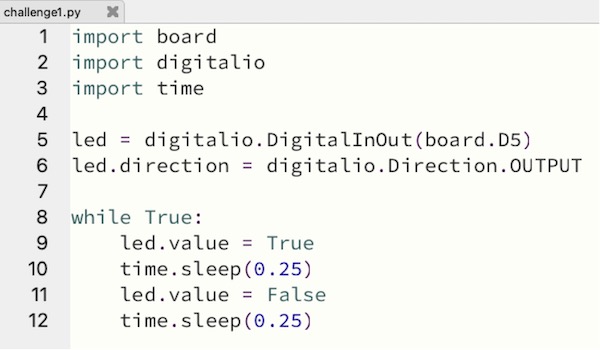 challenge1.py
1 import board
2 import digitalio
3 import time
4
5 led = digitalio.DigitalInOut(board.D5)
6 led.direction = digitalio.Direction.OUTPUT
7
8 while True:
9     led.value = True
10     time.sleep(0.25)
11     led.value = False
12     time.sleep(0.25)